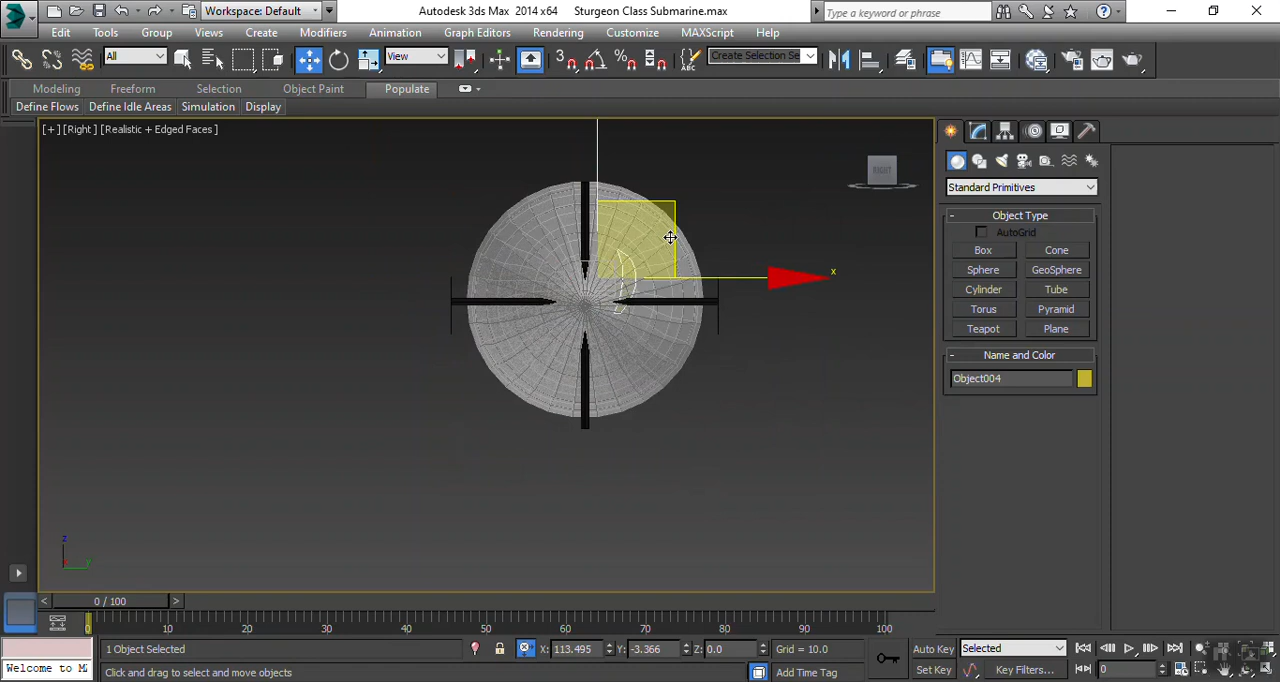 Workspace: Default
Autodesk 3ds Max 2014 x64 Sturgeon Class Submarine.max
Type a keyword or phrase
Edit Tools Group Views Create Modifiers Animation Graph Editors Rendering Customize MAXScript Help
All View Create Selection Se
Modeling Freeform Selection Object Paint Populate
Define Flows Define Idle Areas Simulation Display
[+] [Right ] [Realistic + Edged Faces ]
RIGHT
x
z
y
Standard Primitives
- Object Type
AutoGrid
Box Cone
Sphere GeoSphere
Cylinder Tube
Torus Pyramid
Teapot Plane
- Name and Color
Object004
< 0 / 100 >
0 10 20 30 40 50 60 70 80 90 100
1 Object Selected X: 113.495 Y: -3.366 Z: 0.0 Grid = 10.0 Auto Key Selected
Welcome to M Click and drag to select and move objects Add Time Tag Set Key Key Filters... 0